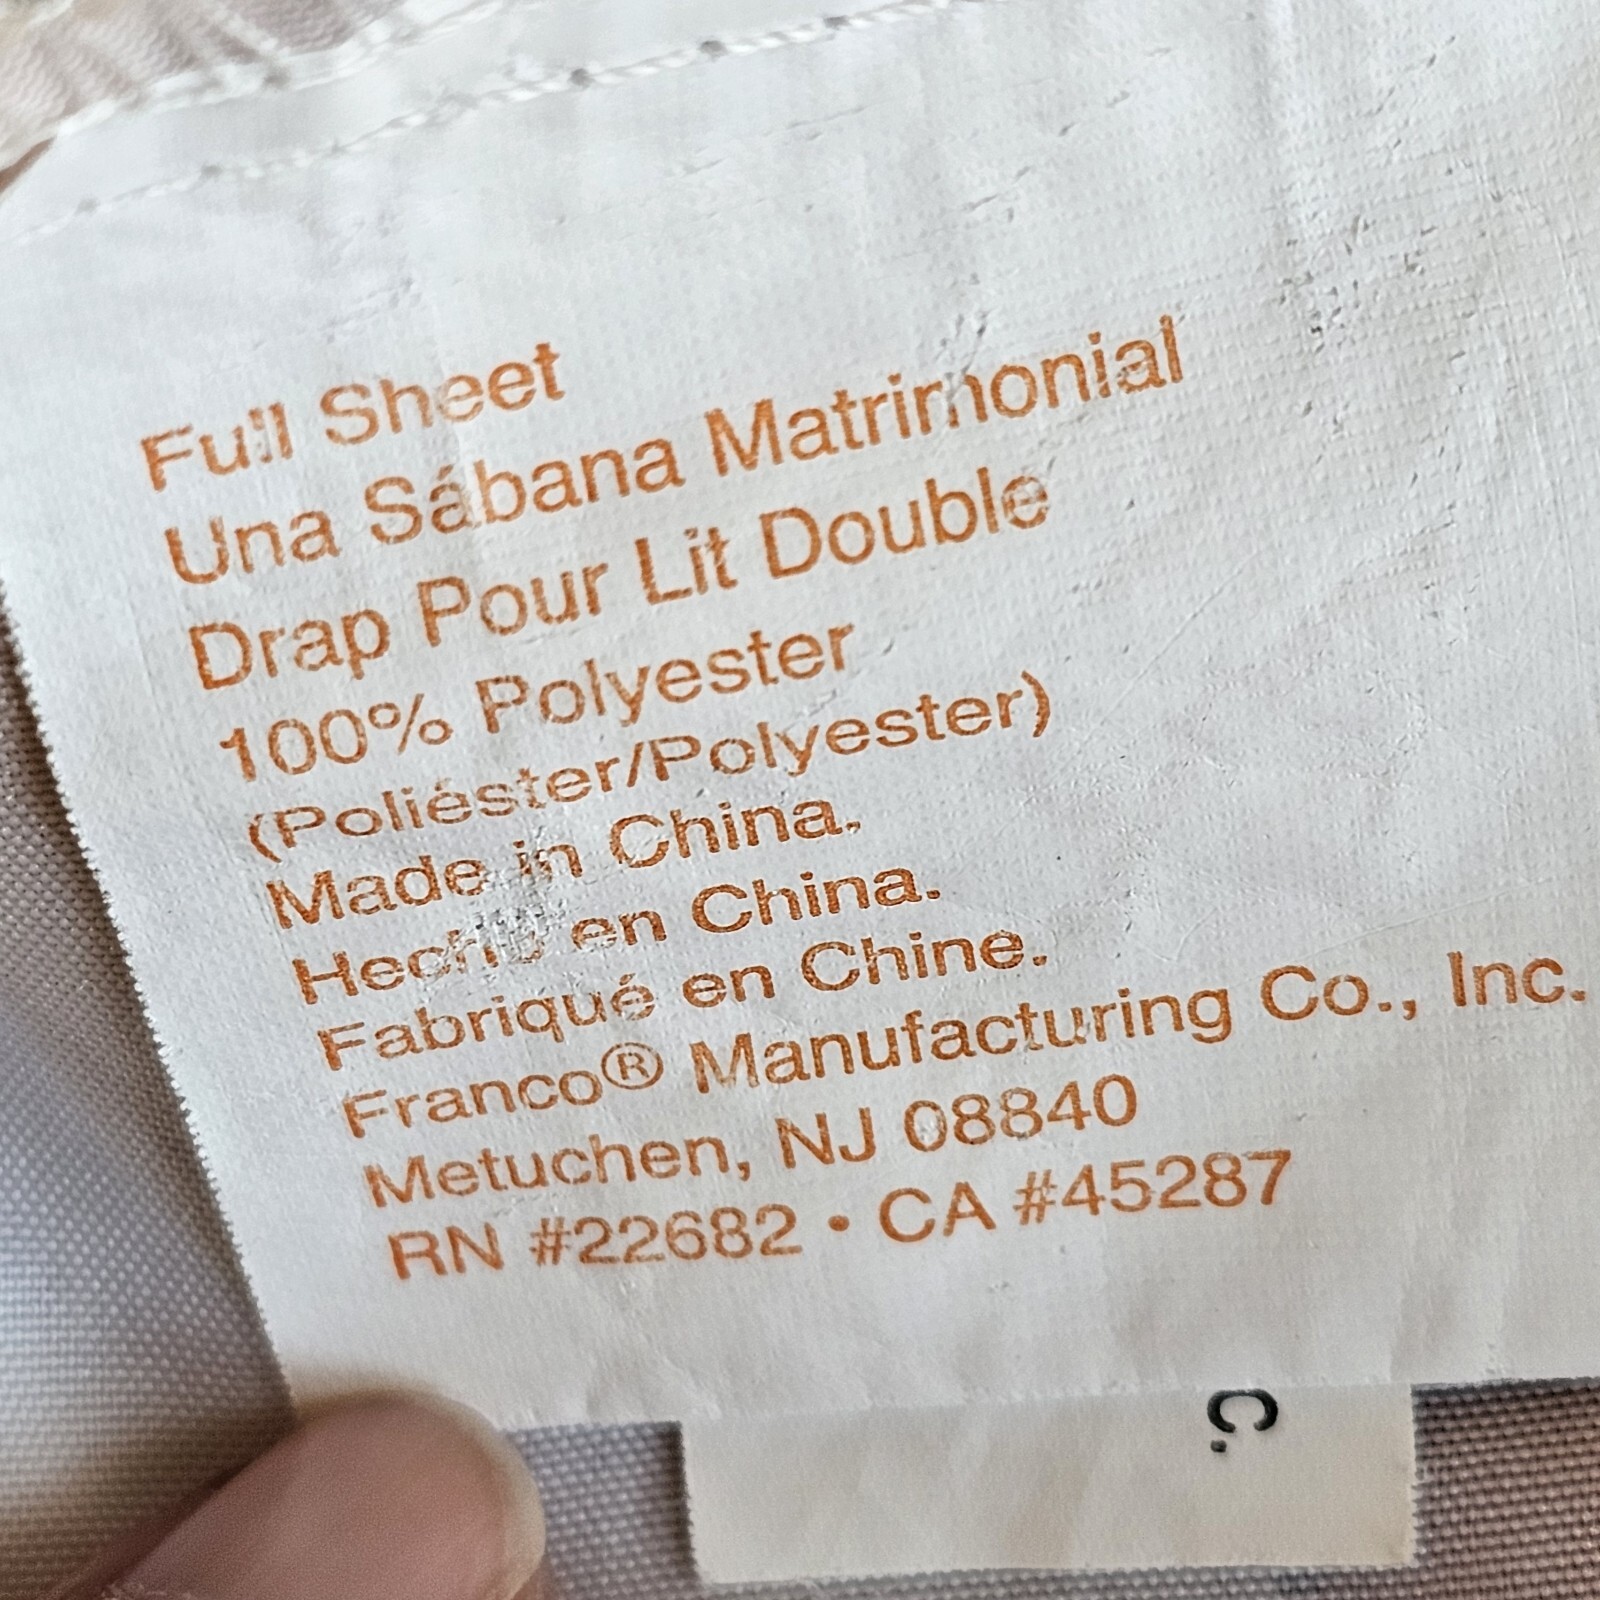 Full Sheet
Una Sábana Matrimonial
Drap Pour Lit Double
100% Polyester
(Poliéster/Polyester)
Made in China.
Hecho en China.
Fabriqué en Chine.
Franco® Manufacturing Co., Inc.
Metuchen, NJ 08840
RN #22682 • CA #45287
C.